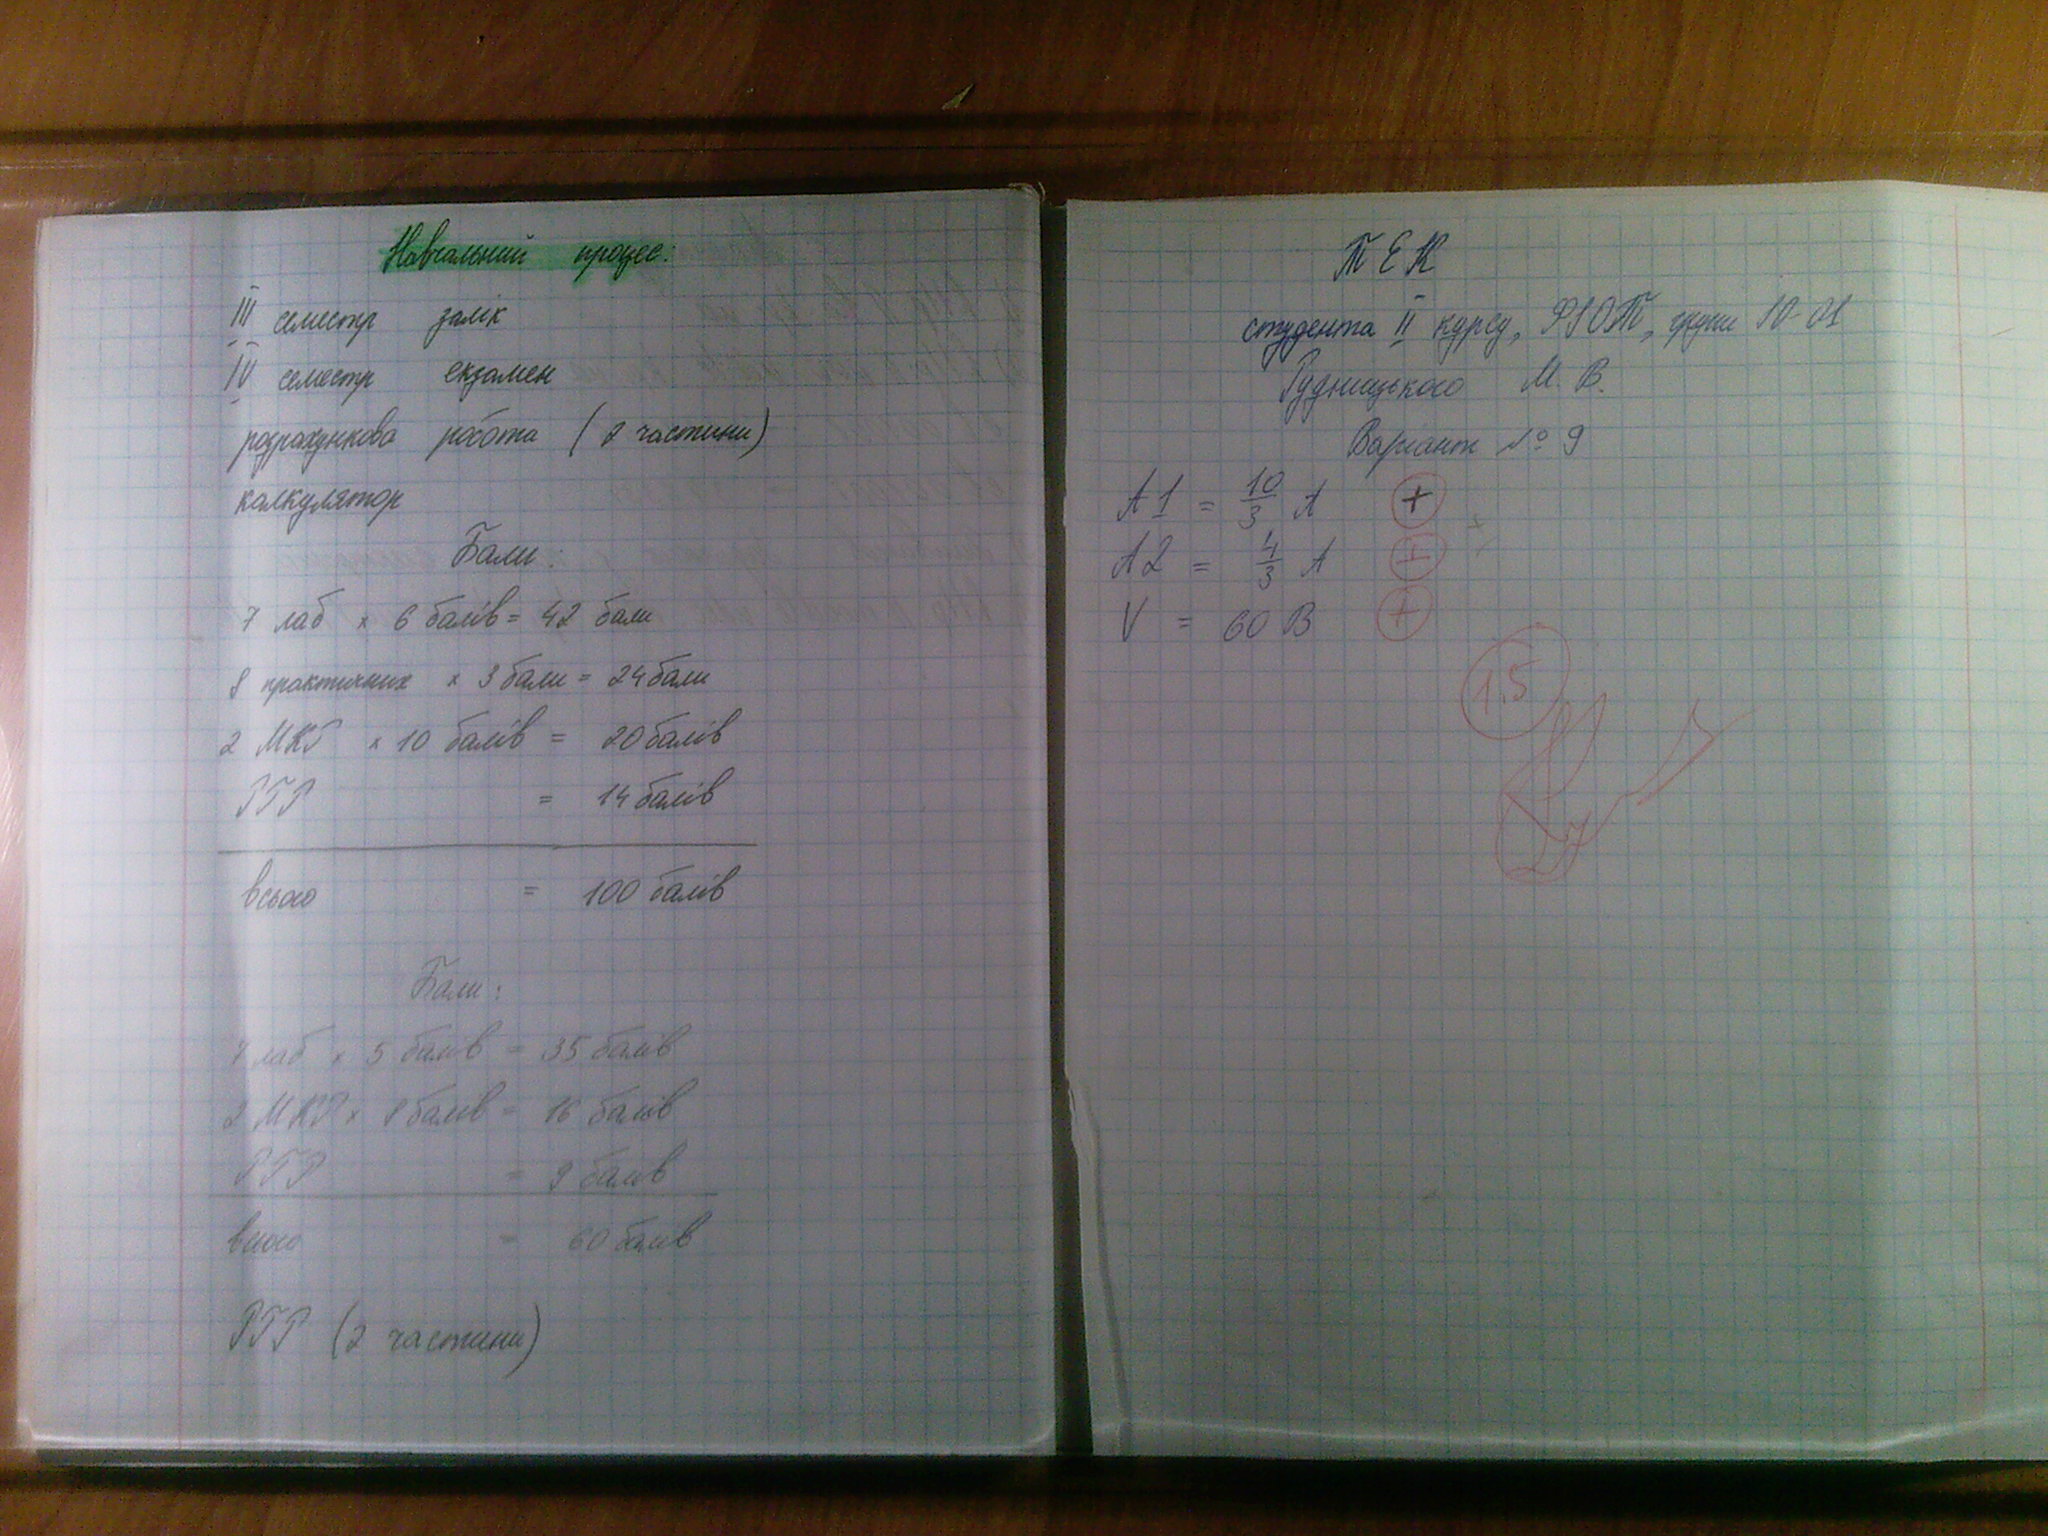 Навчальний процес:
III семестр залік
IV семестр екзамен
розрахункова робота (2 частини)
калкулятор
Бали:
7 лаб × 6 балів = 42 бали
8 практичних × 3 бали = 24 бали
2 МКР × 10 балів = 20 балів
РГР = 14 балів
всього = 100 балів
Бали:
7 лаб × 5 балів = 35 балів
2 МКР × 8 балів = 16 балів
РГР = 9 балів
всього = 60 балів
РГР (2 частини)
ТЕК
студента II курсу, ФІОТ, групи ІО-01
Рудницького М. В.
Варіант № 9
A1 = 10/3 A +
A2 = 4/3 A ±
V = 60 В +
1.5